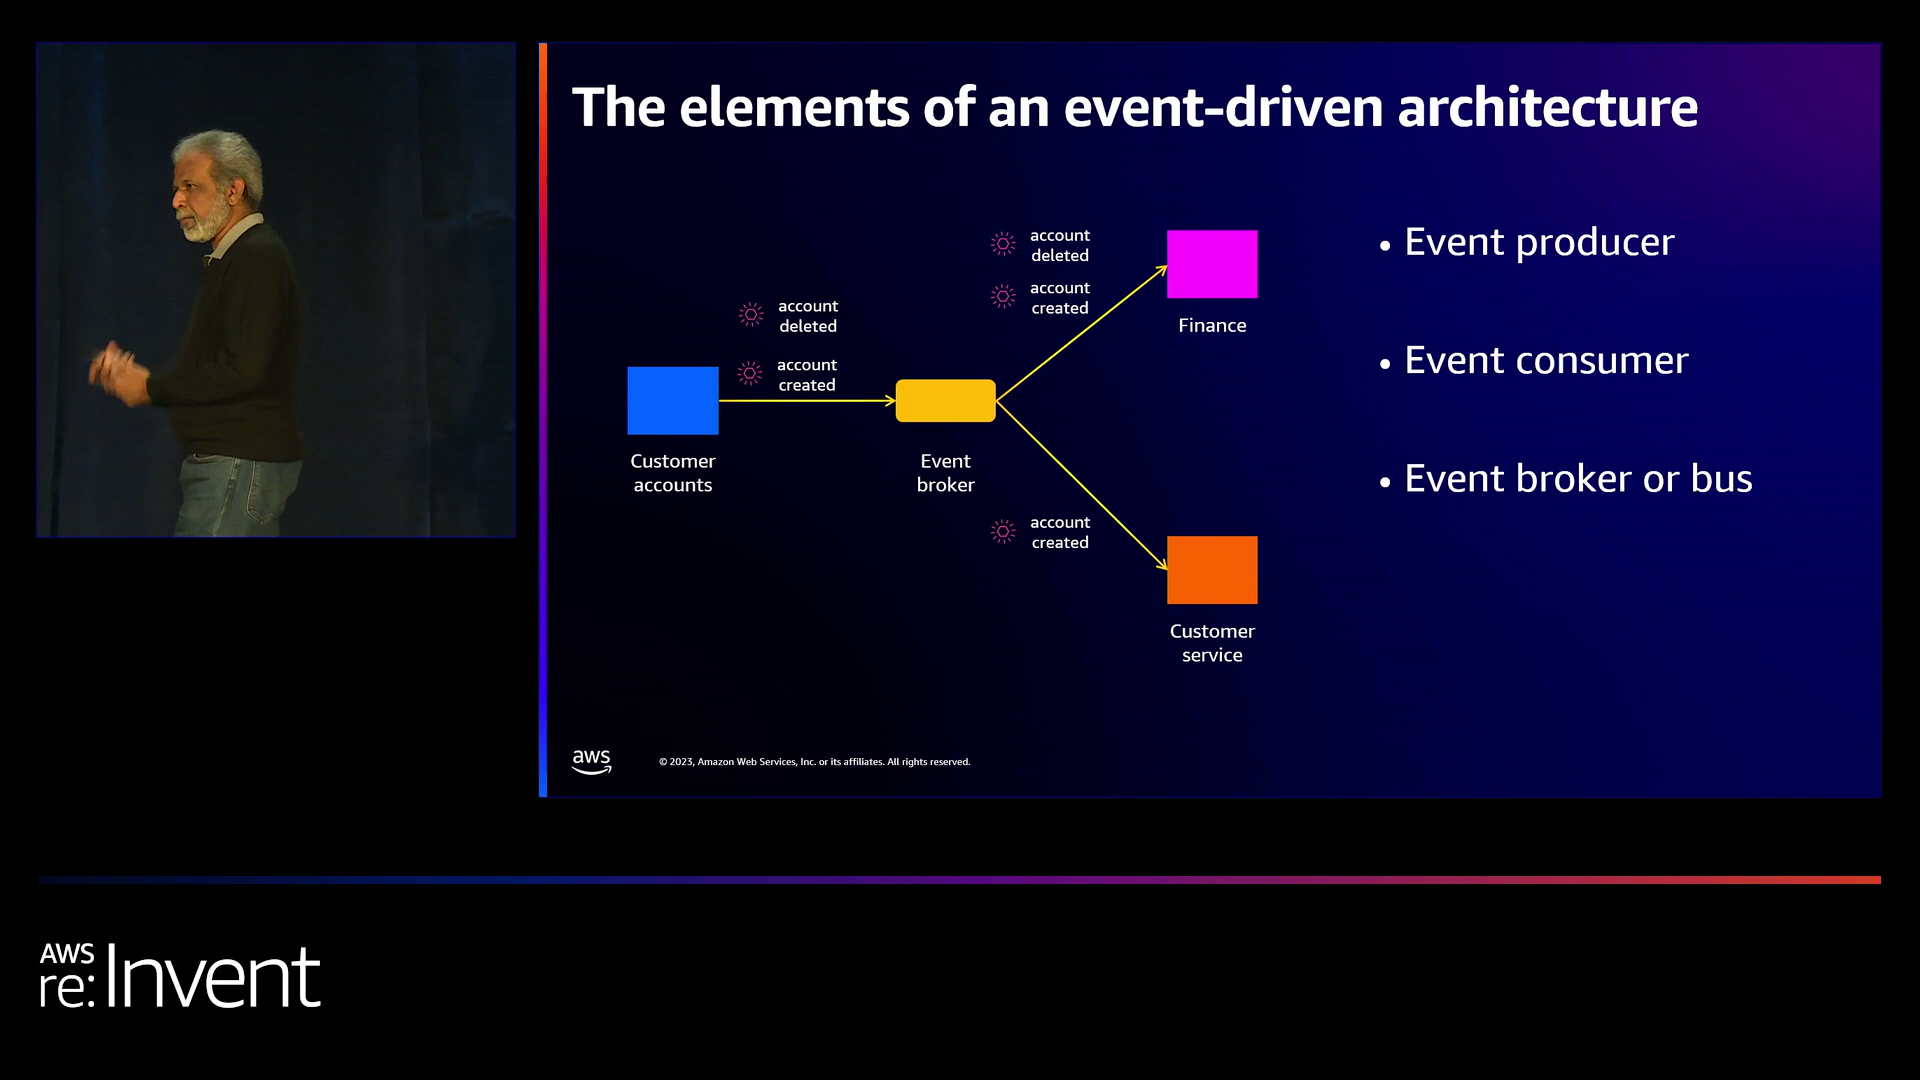 The elements of an event-driven architecture
account
deleted
account
created
account
deleted
account
created
Finance
Customer
accounts
Event
broker
account
created
Customer
service
• Event producer
• Event consumer
• Event broker or bus
aws
© 2023, Amazon Web Services, Inc. or its affiliates. All rights reserved.
AWS
re:Invent